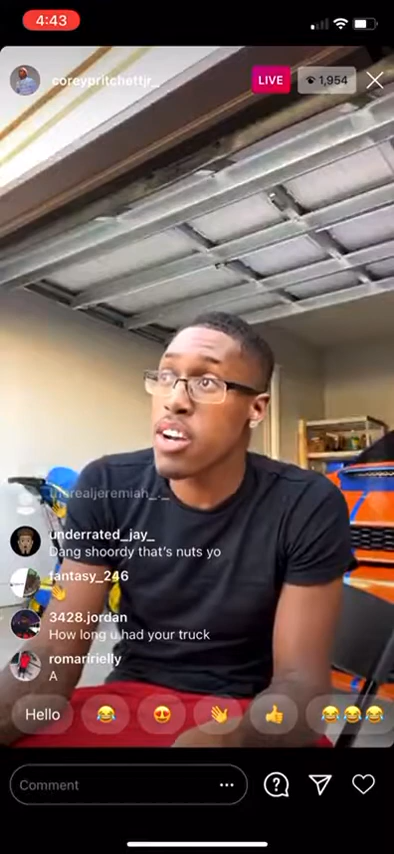 4:43
coreypritchettjr_
LIVE
1,954
therealjeremiah_._
underrated_jay_
Dang shoordy that's nuts yo
fantasy_246
3428.jordan
How long u had your truck
romaririelly
A
Hello
Comment